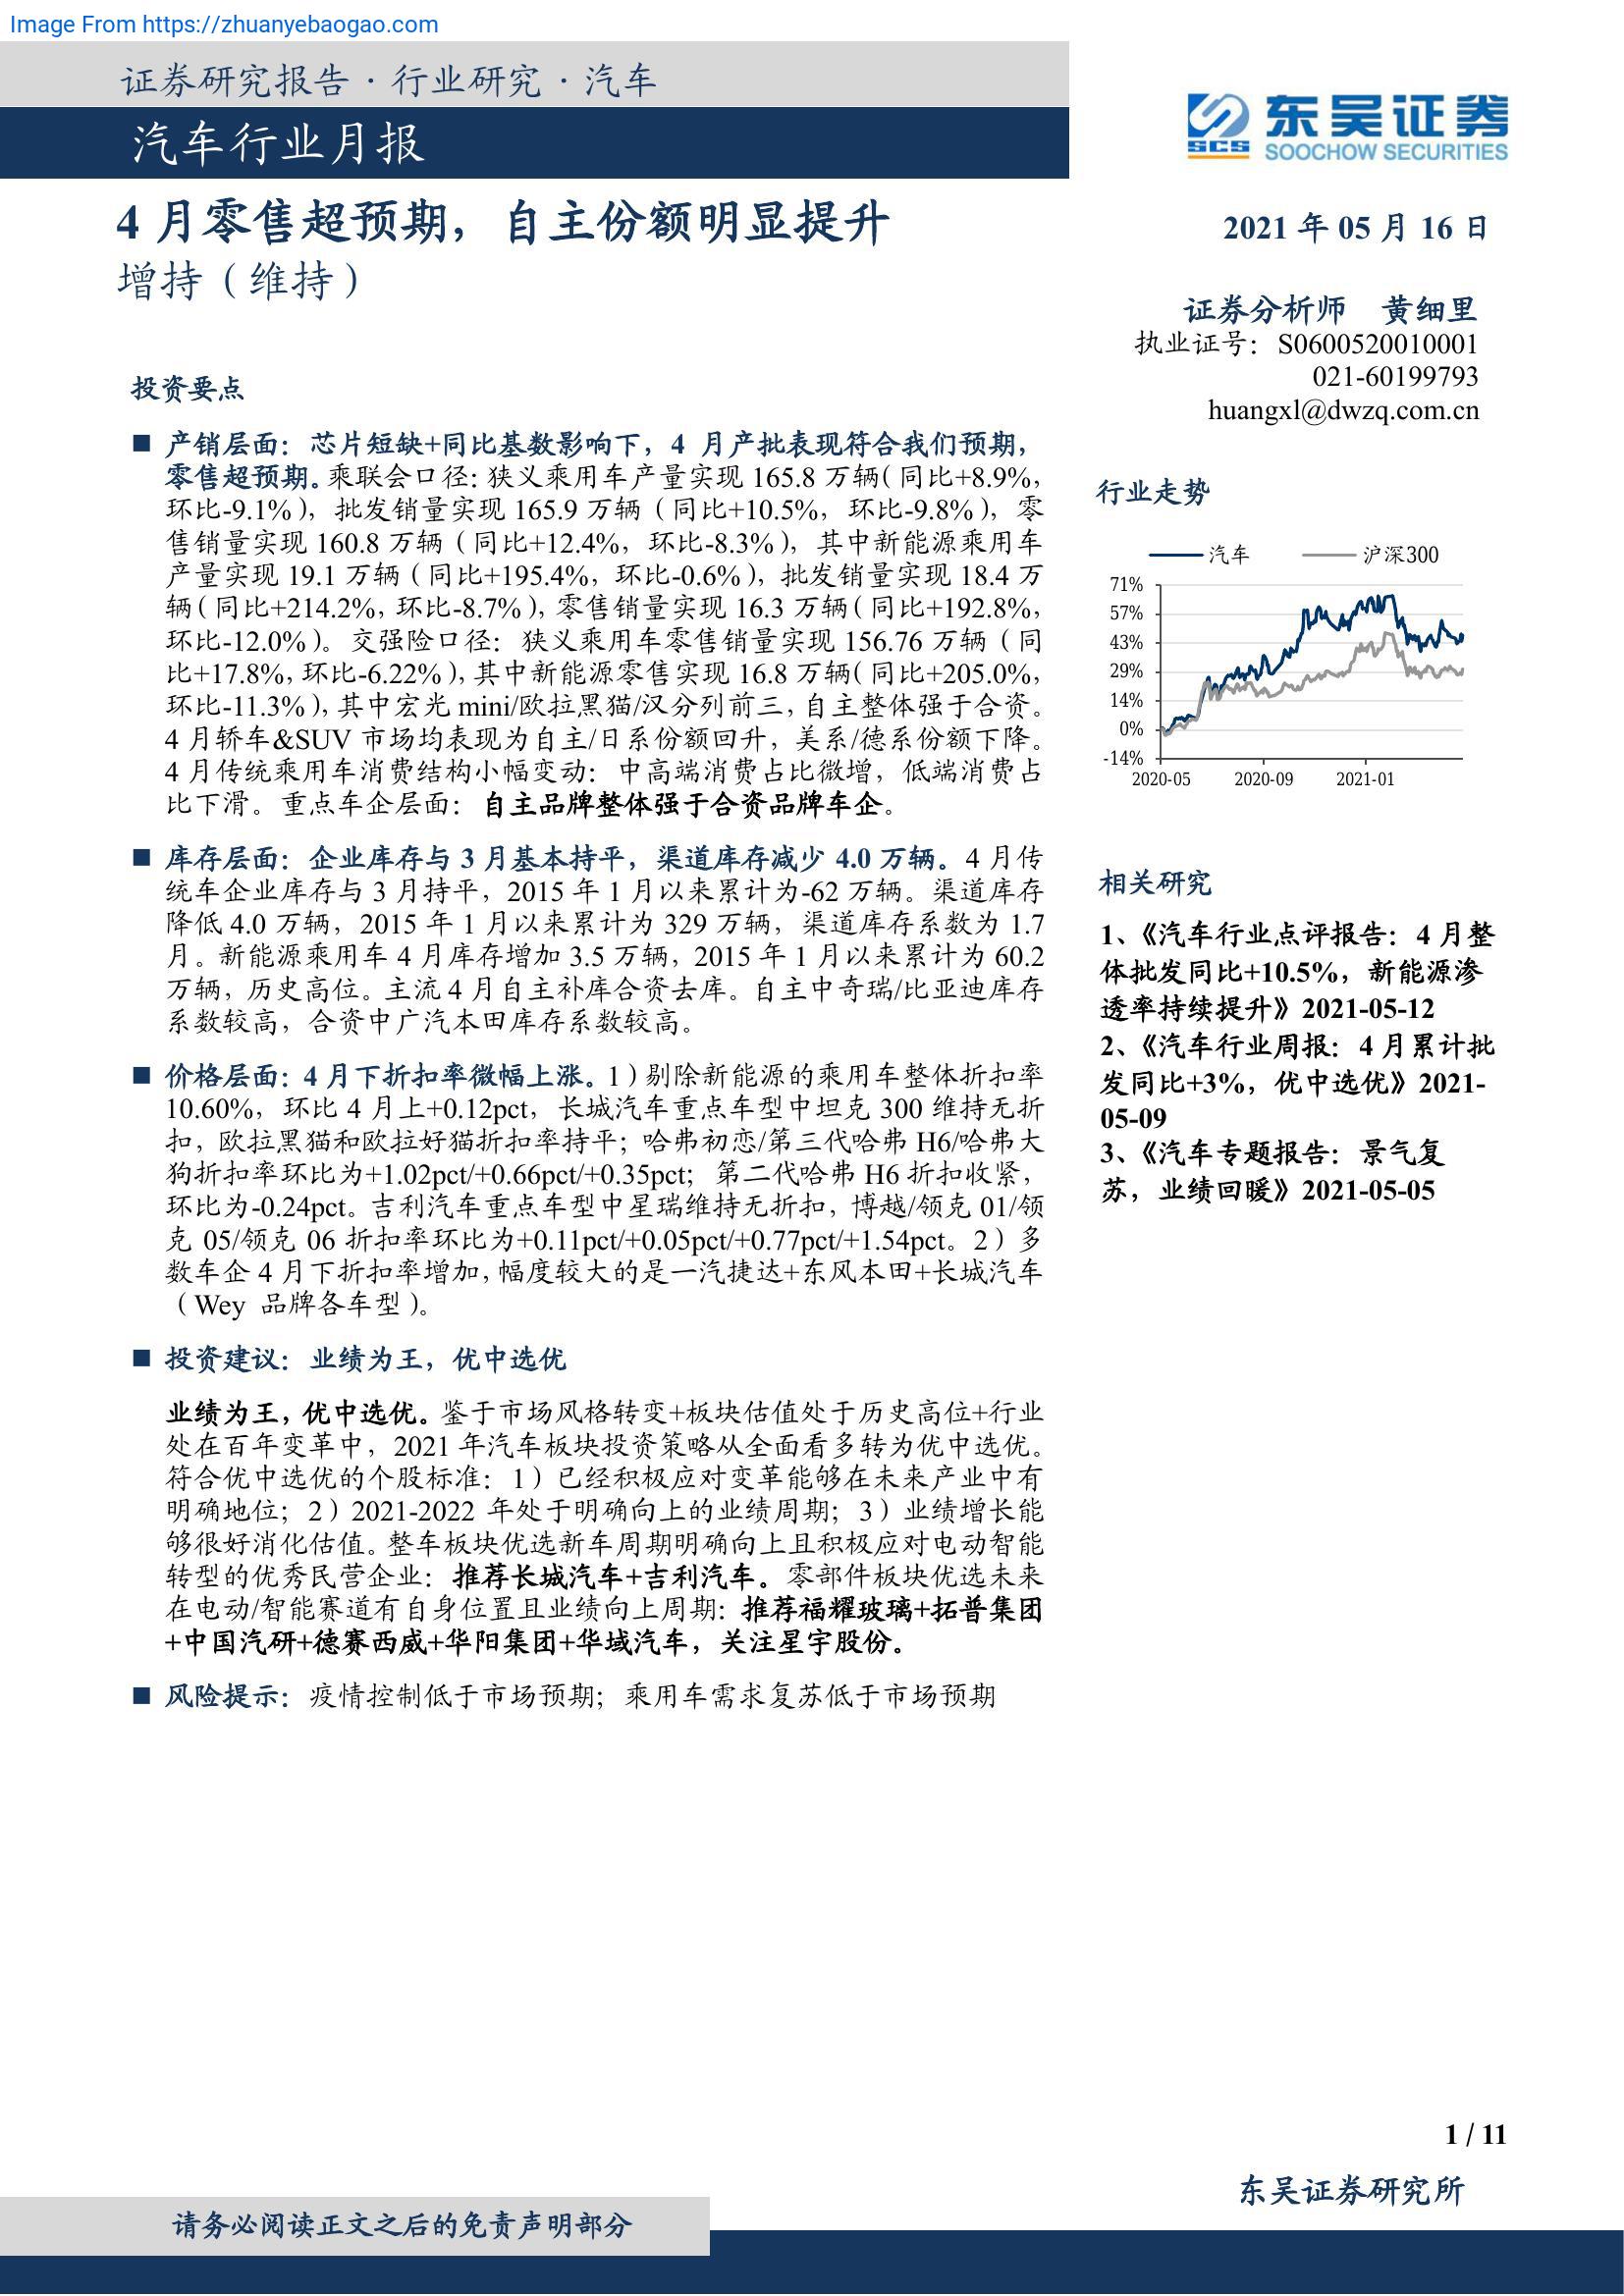 Image From https://zhuanyebaogao.com
证券研究报告·行业研究·汽车
汽车行业月报
东吴证券
SCS
SOOCHOW SECURITIES
4 月零售超预期，自主份额明显提升
增持（维持）
2021 年 05 月 16 日
证券分析师 黄细里
执业证号：S0600520010001
021-60199793
huangxl@dwzq.com.cn
投资要点
■ 产销层面：芯片短缺+同比基数影响下，4 月产批表现符合我们预期，
零售超预期。乘联会口径：狭义乘用车产量实现 165.8 万辆（同比+8.9%，
环比-9.1%），批发销量实现 165.9 万辆（同比+10.5%，环比-9.8%），零
售销量实现 160.8 万辆（同比+12.4%，环比-8.3%），其中新能源乘用车
产量实现 19.1 万辆（同比+195.4%，环比-0.6%），批发销量实现 18.4 万
辆（同比+214.2%，环比-8.7%），零售销量实现 16.3 万辆（同比+192.8%，
环比-12.0%）。交强险口径：狭义乘用车零售销量实现 156.76 万辆（同
比+17.8%，环比-6.22%），其中新能源零售实现 16.8 万辆（同比+205.0%，
环比-11.3%），其中宏光 mini/欧拉黑猫/汉分列前三，自主整体强于合资。
4 月轿车&SUV 市场均表现为自主/日系份额回升，美系/德系份额下降。
4 月传统乘用车消费结构小幅变动：中高端消费占比微增，低端消费占
比下滑。重点车企层面：自主品牌整体强于合资品牌车企。
■ 库存层面：企业库存与 3 月基本持平，渠道库存减少 4.0 万辆。4 月传
统车企业库存与 3 月持平，2015 年 1 月以来累计为-62 万辆。渠道库存
降低 4.0 万辆，2015 年 1 月以来累计为 329 万辆，渠道库存系数为 1.7
月。新能源乘用车 4 月库存增加 3.5 万辆，2015 年 1 月以来累计为 60.2
万辆，历史高位。主流 4 月自主补库合资去库。自主中奇瑞/比亚迪库存
系数较高，合资中广汽本田库存系数较高。
■ 价格层面：4 月下折扣率微幅上涨。1）剔除新能源的乘用车整体折扣率
10.60%，环比 4 月上+0.12pct，长城汽车重点车型中坦克 300 维持无折
扣，欧拉黑猫和欧拉好猫折扣率持平；哈弗初恋/第三代哈弗 H6/哈弗大
狗折扣率环比为+1.02pct/+0.66pct/+0.35pct；第二代哈弗 H6 折扣收紧，
环比为-0.24pct。吉利汽车重点车型中星瑞维持无折扣，博越/领克 01/领
克 05/领克 06 折扣率环比为+0.11pct/+0.05pct/+0.77pct/+1.54pct。2）多
数车企 4 月下折扣率增加，幅度较大的是一汽捷达+东风本田+长城汽车
（Wey 品牌各车型）。
■ 投资建议：业绩为王，优中选优
业绩为王，优中选优。鉴于市场风格转变+板块估值处于历史高位+行业
处在百年变革中，2021 年汽车板块投资策略从全面看多转为优中选优。
符合优中选优的个股标准：1）已经积极应对变革能够在未来产业中有
明确地位；2）2021-2022 年处于明确向上的业绩周期；3）业绩增长能
够很好消化估值。整车板块优选新车周期明确向上且积极应对电动智能
转型的优秀民营企业：推荐长城汽车+吉利汽车。零部件板块优选未来
在电动/智能赛道有自身位置且业绩向上周期：推荐福耀玻璃+拓普集团
+中国汽研+德赛西威+华阳集团+华域汽车，关注星宇股份。
■ 风险提示：疫情控制低于市场预期；乘用车需求复苏低于市场预期
行业走势
汽车 沪深300
71%
57%
43%
29%
14%
0%
-14%
2020-05 2020-09 2021-01
相关研究
1、《汽车行业点评报告：4 月整
体批发同比+10.5%，新能源渗
透率持续提升》2021-05-12
2、《汽车行业周报：4 月累计批
发同比+3%，优中选优》2021-
05-09
3、《汽车专题报告：景气复
苏，业绩回暖》2021-05-05
1 / 11
东吴证券研究所
请务必阅读正文之后的免责声明部分